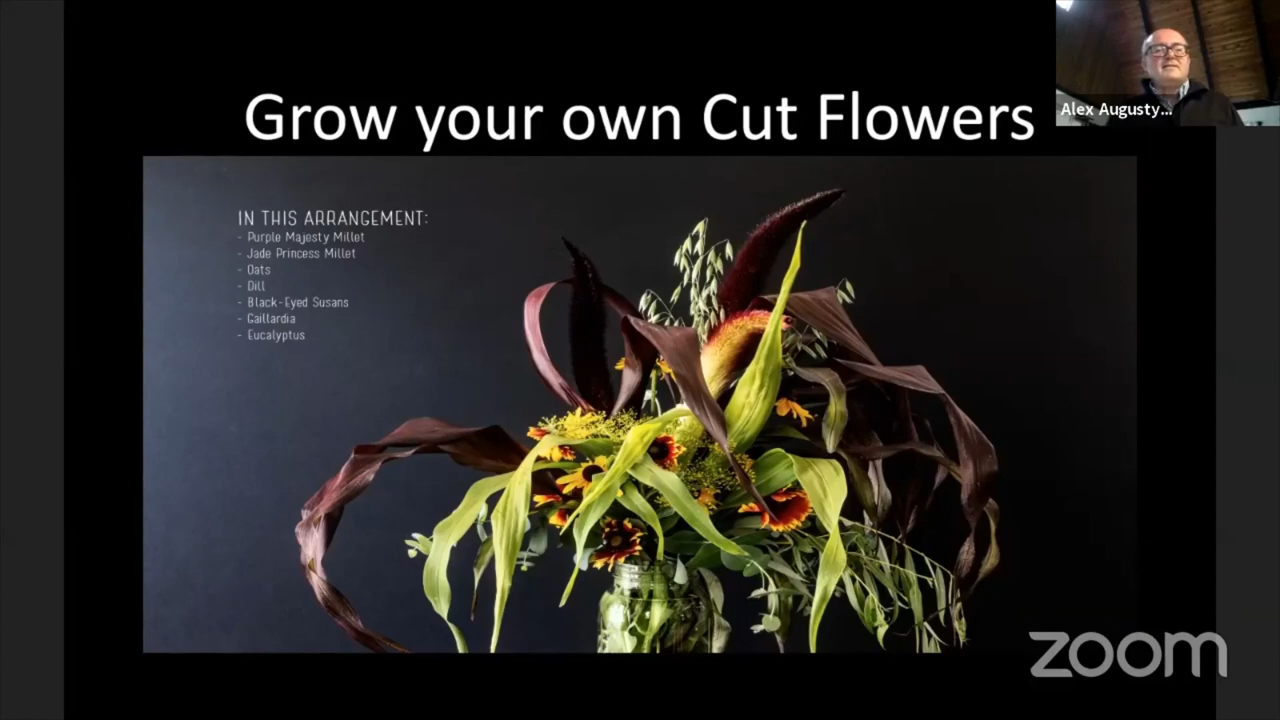 Grow your own Cut Flowers
Alex Augusty...
IN THIS ARRANGEMENT:
- Purple Majesty Millet
- Jade Princess Millet
- Oats
- Dill
- Black-Eyed Susans
- Gaillardia
- Eucalyptus
zoom